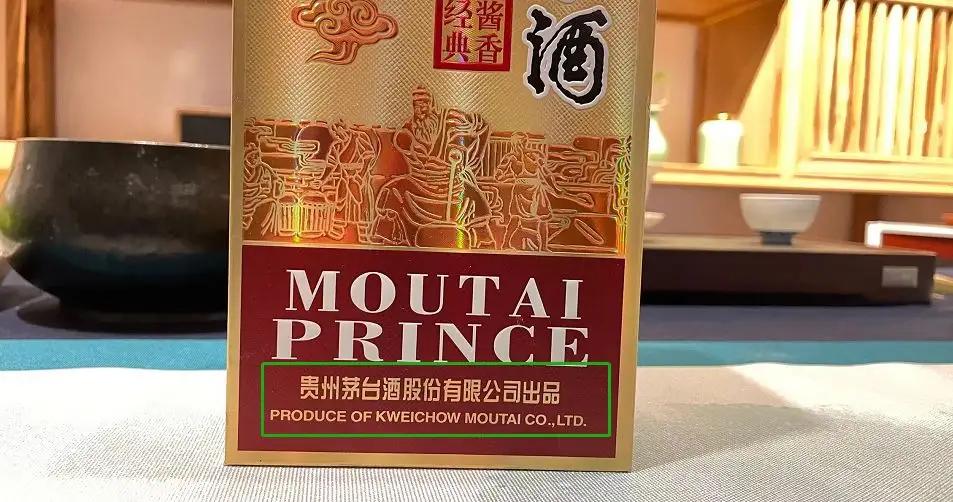 酱香
经典
酒
MOUTAI
PRINCE
贵州茅台酒股份有限公司出品
PRODUCE OF KWEICHOW MOUTAI CO.,LTD.